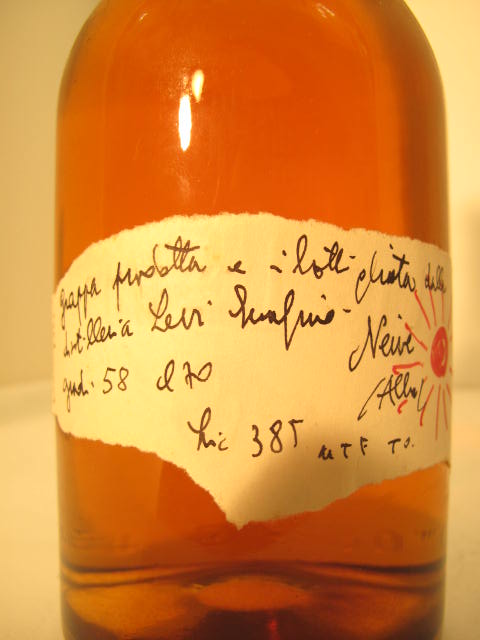 grappa prodotta e imbottigliata dalla
distilleria Levi Serafino
Neive
gradi 58 cl 70
(Alba)
Lic 385 UTF TO.